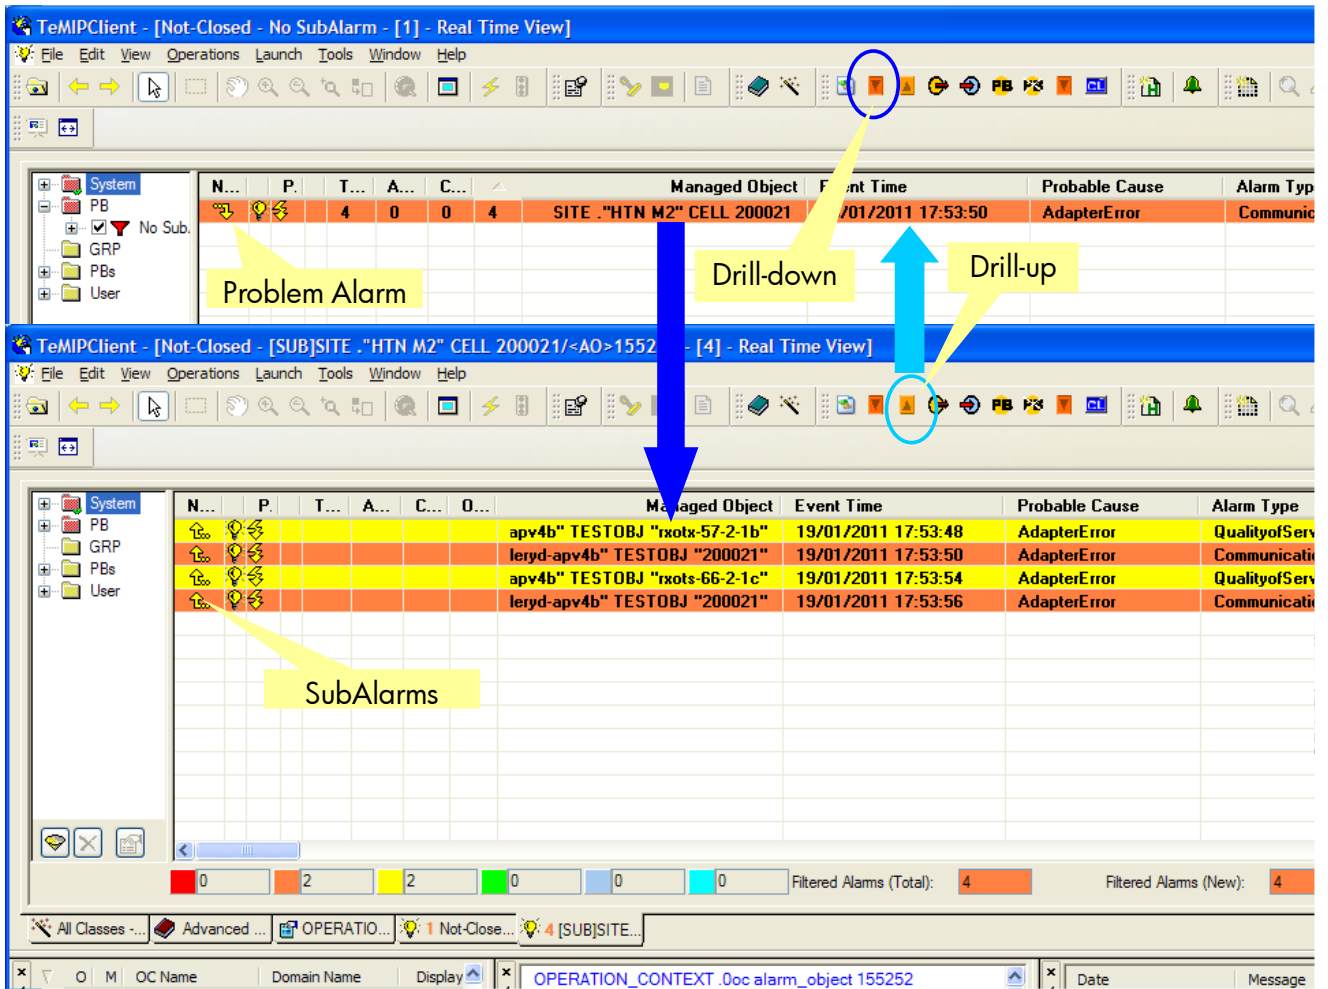 TeMIPClient - [Not-Closed - No SubAlarm - [1] - Real Time View]
File Edit View Operations Launch Tools Window Help
PB CL
System N... P. T... A... C... Managed Object Event Time Probable Cause Alarm Typ
PB 4 0 0 4 SITE ."HTN M2" CELL 200021 /01/2011 17:53:50 AdapterError Communic
No Sub.
GRP
PBs
User
Problem Alarm
Drill-down
Drill-up
TeMIPClient - [Not-Closed - [SUB]SITE ."HTN M2" CELL 200021/<AO>1552 - [4] - Real Time View]
File Edit View Operations Launch Tools Window Help
PB CL
System N... P. T... A... C... O... Managed Object Event Time Probable Cause Alarm Type
PB apv4b" TESTOBJ "rxotx-57-2-1b" 19/01/2011 17:53:48 AdapterError QualityofServ
GRP leryd-apv4b" TESTOBJ "200021" 19/01/2011 17:53:50 AdapterError Communicati
PBs apv4b" TESTOBJ "rxots-66-2-1c" 19/01/2011 17:53:54 AdapterError QualityofServ
User leryd-apv4b" TESTOBJ "200021" 19/01/2011 17:53:56 AdapterError Communicati
SubAlarms
0 2 2 0 0 0 Filtered Alarms (Total): 4 Filtered Alarms (New): 4
All Classes -... Advanced ... OPERATIO... 1 Not-Close... 4 [SUB]SITE...
O M OC Name Domain Name Display OPERATION_CONTEXT .0oc alarm_object 155252 Date Message